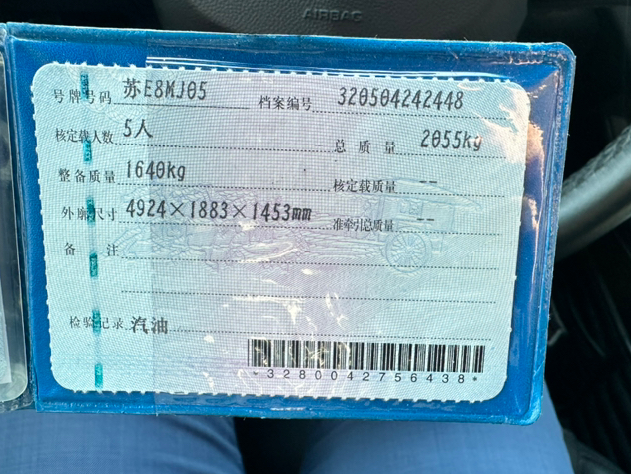 AIRBAG
号牌号码 苏E8MJ05 档案编号 320504242448
核定载人数 5人 总质量 2055kg
整备质量 1640kg 核定载质量 --
外廓尺寸 4924×1883×1453mm 准牵引总质量 --
备注
检验记录 汽油
*3280042756438*